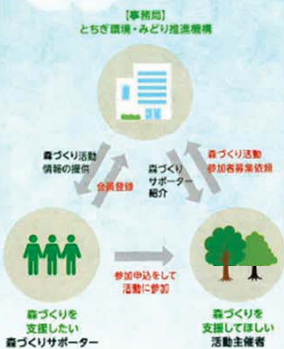 【事務局】
とちぎ環境・みどり推進機構
森づくり活動
情報の提供
会員登録
森づくり
サポーター
紹介
森づくり活動
参加者募集依頼
参加申込をして
活動に参加
森づくりを
支援したい
森づくりサポーター
森づくりを
支援してほしい
活動主催者